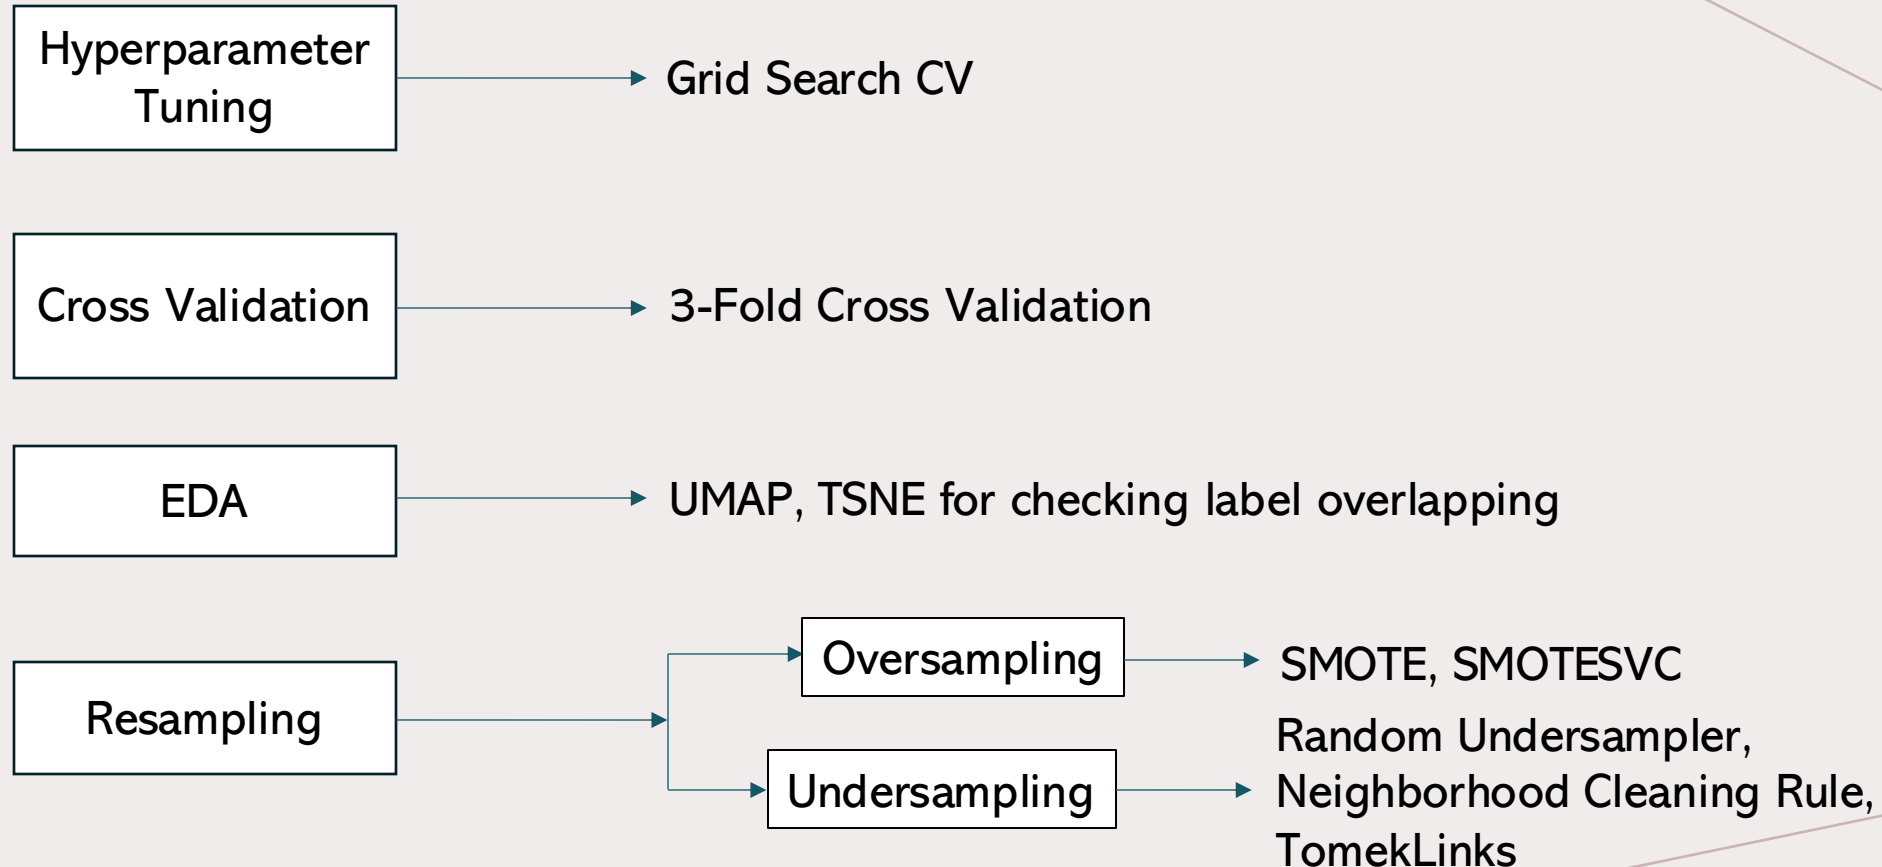 Hyperparameter
Tuning
Grid Search CV
Cross Validation
3-Fold Cross Validation
EDA
UMAP, TSNE for checking label overlapping
Resampling
Oversampling
SMOTE, SMOTESVC
Undersampling
Random Undersampler,
Neighborhood Cleaning Rule,
TomekLinks